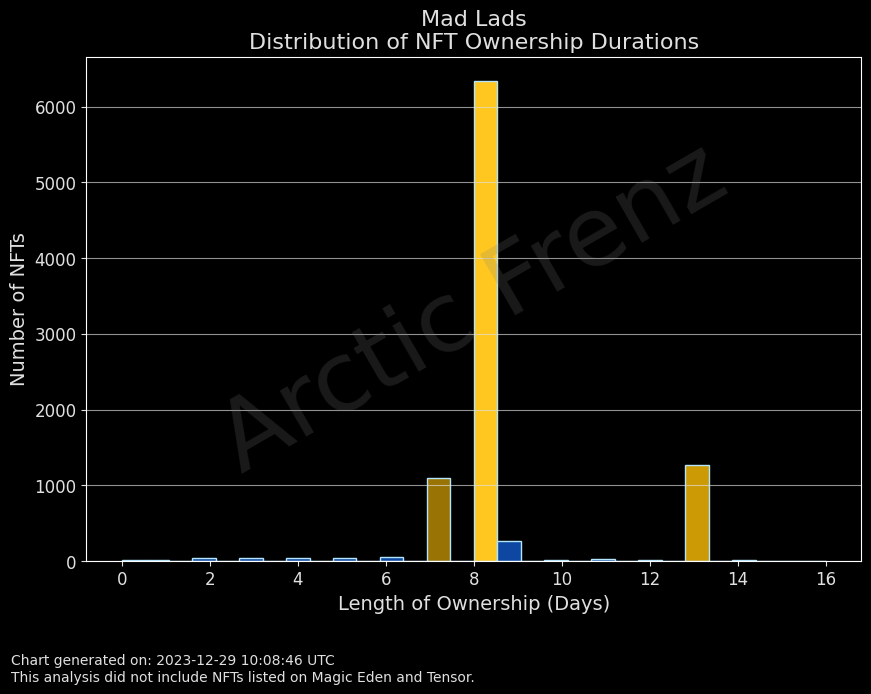 Mad Lads
Distribution of NFT Ownership Durations
Number of NFTs
6000
5000
4000
3000
2000
1000
0
Arctic Frenz
0 2 4 6 8 10 12 14 16
Length of Ownership (Days)
Chart generated on: 2023-12-29 10:08:46 UTC
This analysis did not include NFTs listed on Magic Eden and Tensor.